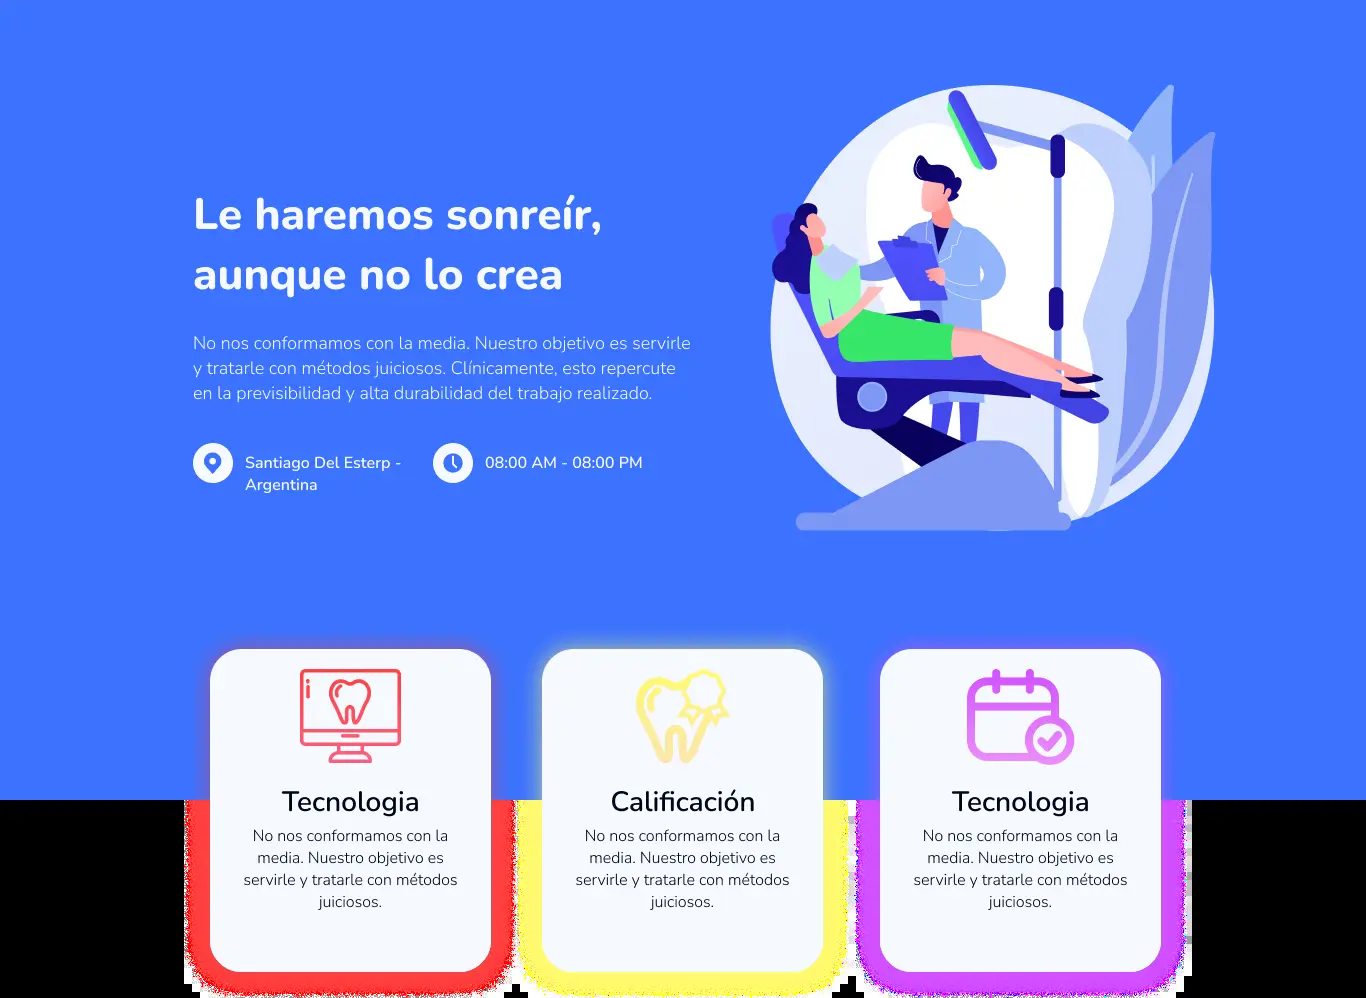 Le haremos sonreír,
aunque no lo crea
No nos conformamos con la media. Nuestro objetivo es servirle
y tratarle con métodos juiciosos. Clínicamente, esto repercute
en la previsibilidad y alta durabilidad del trabajo realizado.
Santiago Del Esterp -
Argentina
08:00 AM - 08:00 PM
Tecnologia
No nos conformamos con la
media. Nuestro objetivo es
servirle y tratarle con métodos
juiciosos.
Calificación
No nos conformamos con la
media. Nuestro objetivo es
servirle y tratarle con métodos
juiciosos.
Tecnologia
No nos conformamos con la
media. Nuestro objetivo es
servirle y tratarle con métodos
juiciosos.